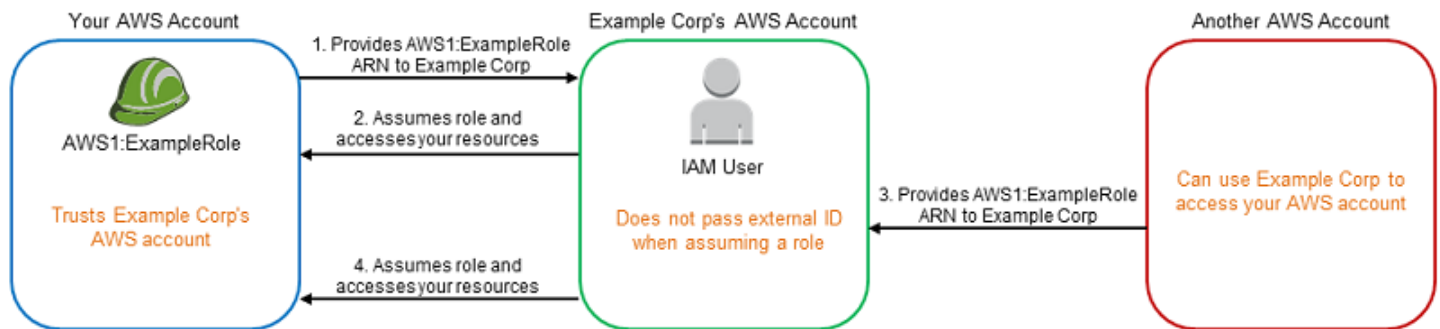 Your AWS Account
Example Corp's AWS Account
Another AWS Account
1. Provides AWS1:ExampleRole
ARN to Example Corp
2. Assumes role and
accesses your resources
AWS1:ExampleRole
IAM User
Trusts Example Corp's
AWS account
Does not pass external ID
when assuming a role
3. Provides AWS1:ExampleRole
ARN to Example Corp
Can use Example Corp to
access your AWS account
4. Assumes role and
accesses your resources